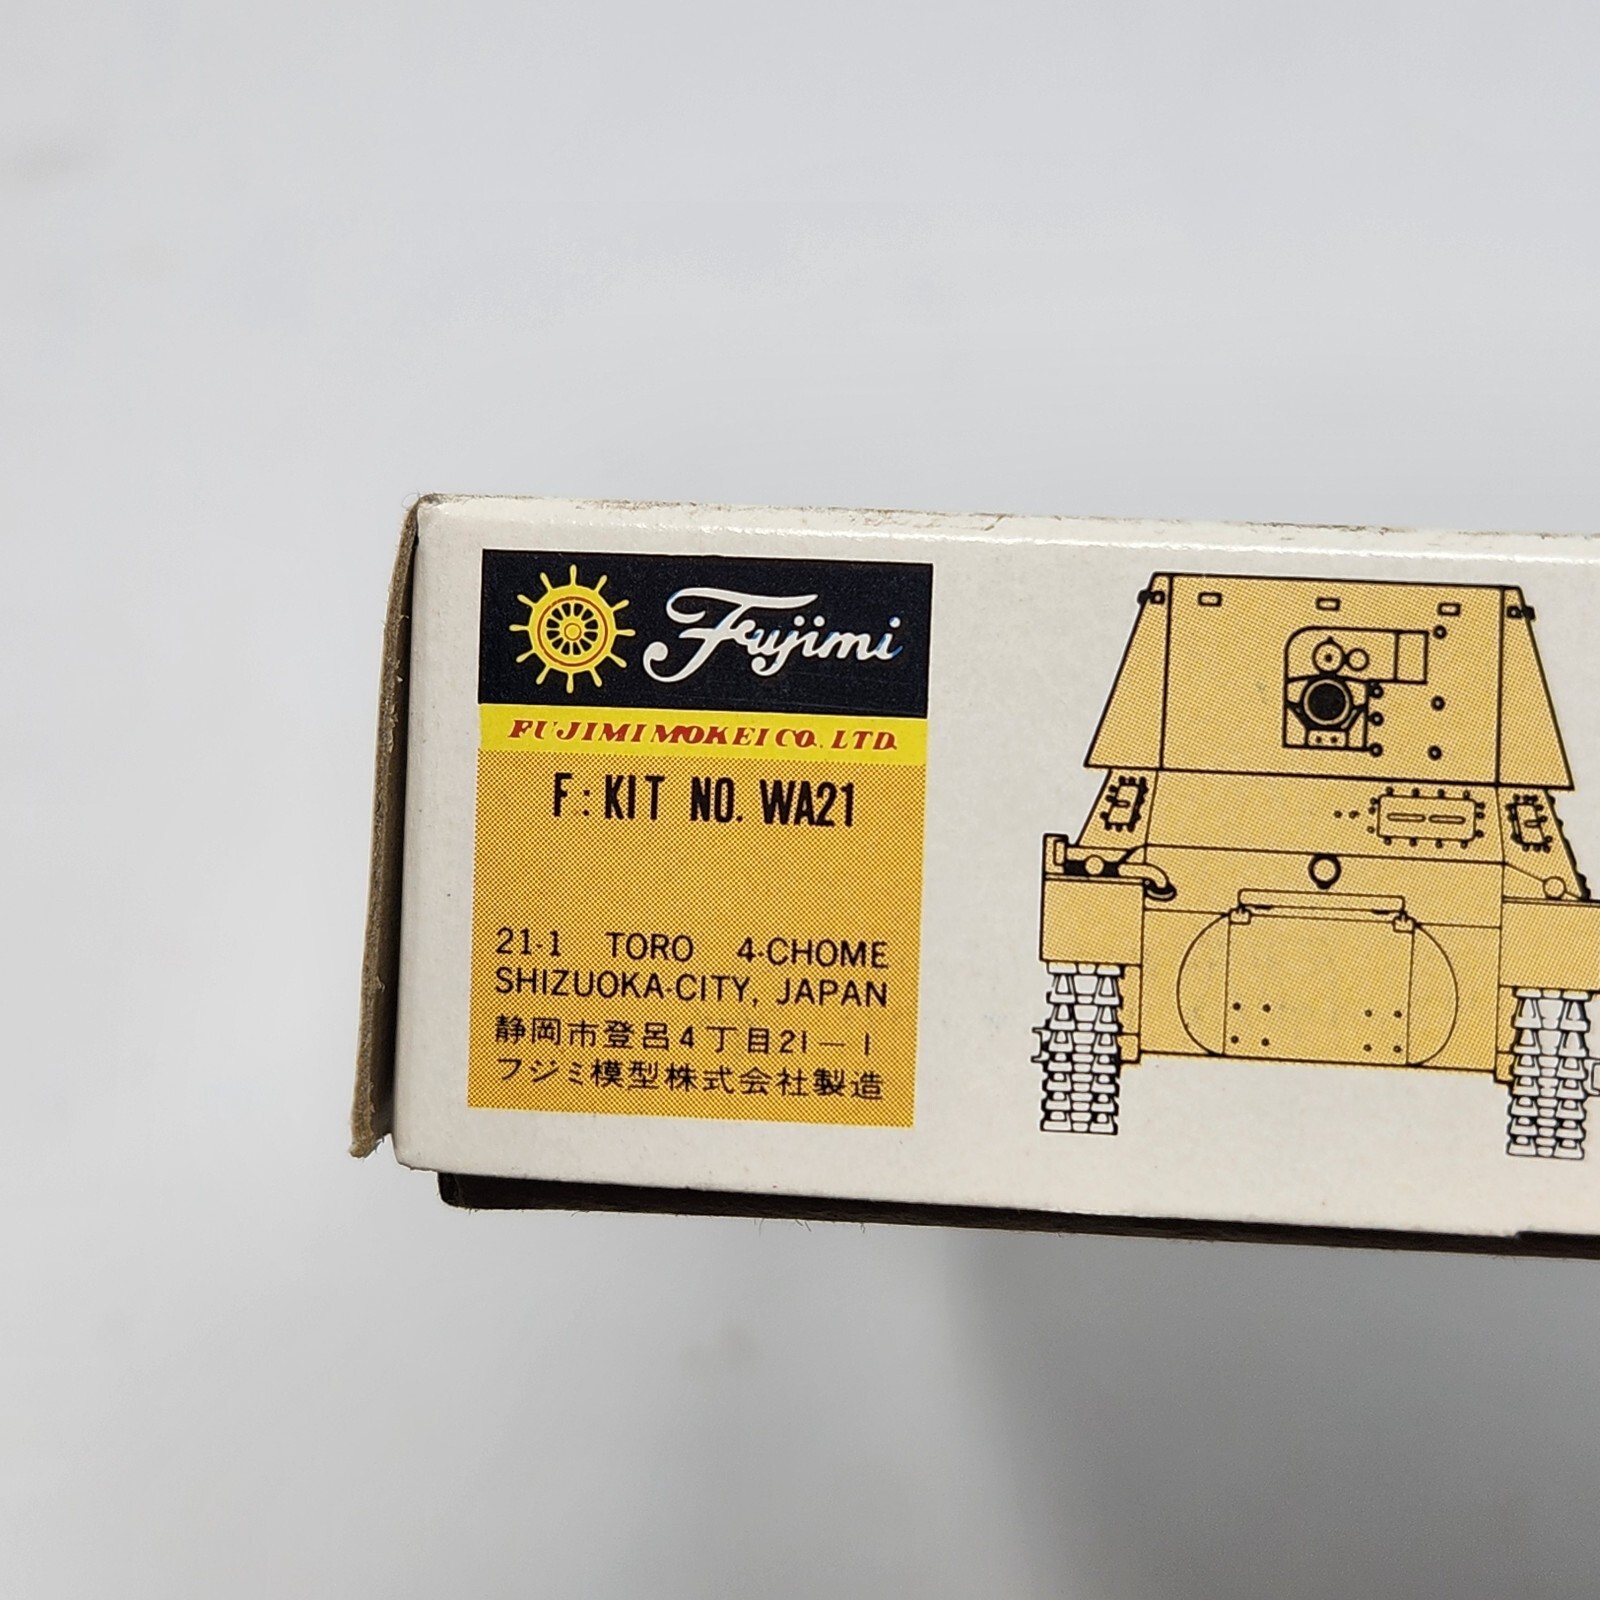 Fujimi
FUJIMI MOKEI CO. LTD.
F: KIT NO. WA21
21-1 TORO 4-CHOME
SHIZUOKA-CITY, JAPAN
静岡市登呂4丁目21−1
フジミ模型株式会社製造